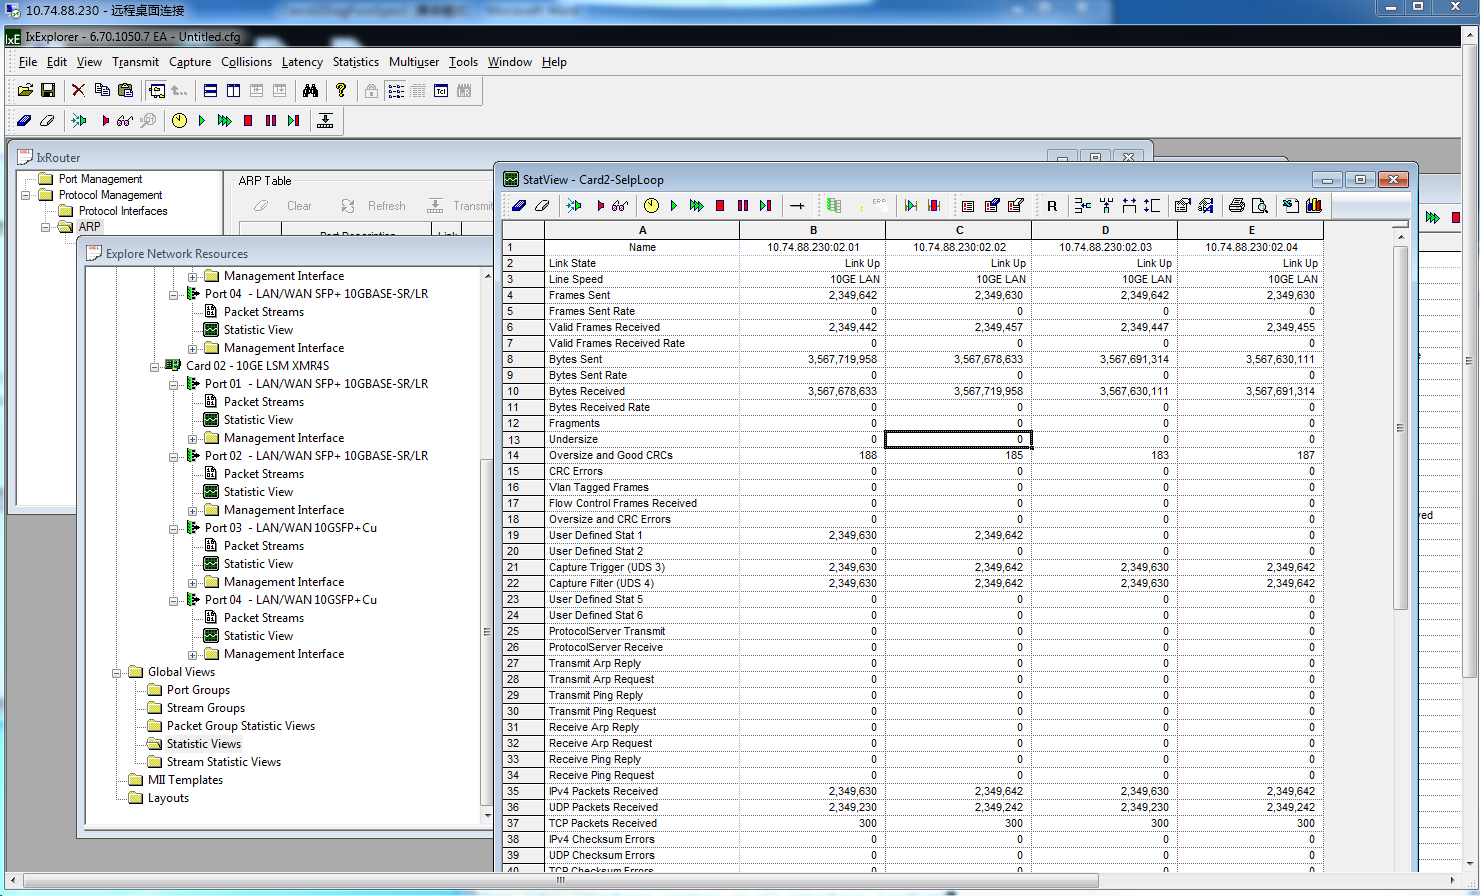 10.74.88.230 - 远程桌面连接
IxExplorer - 6.70.1050.7 EA - Untitled.cfg
File Edit View Transmit Capture Collisions Latency Statistics Multiuser Tools Window Help
IxRouter
Port Management
Protocol Management
Protocol Interfaces
ARP
ARP Table
Clear Refresh Transmit
Port Description Link
Explore Network Resources
Management Interface
Port 04 - LAN/WAN SFP+ 10GBASE-SR/LR
Packet Streams
Statistic View
Management Interface
Card 02 - 10GE LSM XMR4S
Port 01 - LAN/WAN SFP+ 10GBASE-SR/LR
Packet Streams
Statistic View
Management Interface
Port 02 - LAN/WAN SFP+ 10GBASE-SR/LR
Packet Streams
Statistic View
Management Interface
Port 03 - LAN/WAN 10GSFP+Cu
Packet Streams
Statistic View
Management Interface
Port 04 - LAN/WAN 10GSFP+Cu
Packet Streams
Statistic View
Management Interface
Global Views
Port Groups
Stream Groups
Packet Group Statistic Views
Statistic Views
Stream Statistic Views
MII Templates
Layouts
StatView - Card2-SelpLoop
A B C D E
1 Name 10.74.88.230:02.01 10.74.88.230:02.02 10.74.88.230:02.03 10.74.88.230:02.04
2 Link State Link Up Link Up Link Up Link Up
3 Line Speed 10GE LAN 10GE LAN 10GE LAN 10GE LAN
4 Frames Sent 2,349,642 2,349,630 2,349,642 2,349,630
5 Frames Sent Rate 0 0 0 0
6 Valid Frames Received 2,349,442 2,349,457 2,349,447 2,349,455
7 Valid Frames Received Rate 0 0 0 0
8 Bytes Sent 3,567,719,958 3,567,678,633 3,567,691,314 3,567,630,111
9 Bytes Sent Rate 0 0 0 0
10 Bytes Received 3,567,678,633 3,567,719,958 3,567,630,111 3,567,691,314
11 Bytes Received Rate 0 0 0 0
12 Fragments 0 0 0 0
13 Undersize 0 0 0 0
14 Oversize and Good CRCs 188 185 183 187
15 CRC Errors 0 0 0 0
16 Vlan Tagged Frames 0 0 0 0
17 Flow Control Frames Received 0 0 0 0
18 Oversize and CRC Errors 0 0 0 0
19 User Defined Stat 1 2,349,630 2,349,642 0 0
20 User Defined Stat 2 0 0 0 0
21 Capture Trigger (UDS 3) 2,349,630 2,349,642 2,349,630 2,349,642
22 Capture Filter (UDS 4) 2,349,630 2,349,642 2,349,630 2,349,642
23 User Defined Stat 5 0 0 0 0
24 User Defined Stat 6 0 0 0 0
25 ProtocolServer Transmit 0 0 0 0
26 ProtocolServer Receive 0 0 0 0
27 Transmit Arp Reply 0 0 0 0
28 Transmit Arp Request 0 0 0 0
29 Transmit Ping Reply 0 0 0 0
30 Transmit Ping Request 0 0 0 0
31 Receive Arp Reply 0 0 0 0
32 Receive Arp Request 0 0 0 0
33 Receive Ping Reply 0 0 0 0
34 Receive Ping Request 0 0 0 0
35 IPv4 Packets Received 2,349,630 2,349,642 2,349,630 2,349,642
36 UDP Packets Received 2,349,230 2,349,242 2,349,230 2,349,242
37 TCP Packets Received 300 300 300 300
38 IPv4 Checksum Errors 0 0 0 0
39 UDP Checksum Errors 0 0 0 0
40 TCP Checksum Errors 0 0 0 0